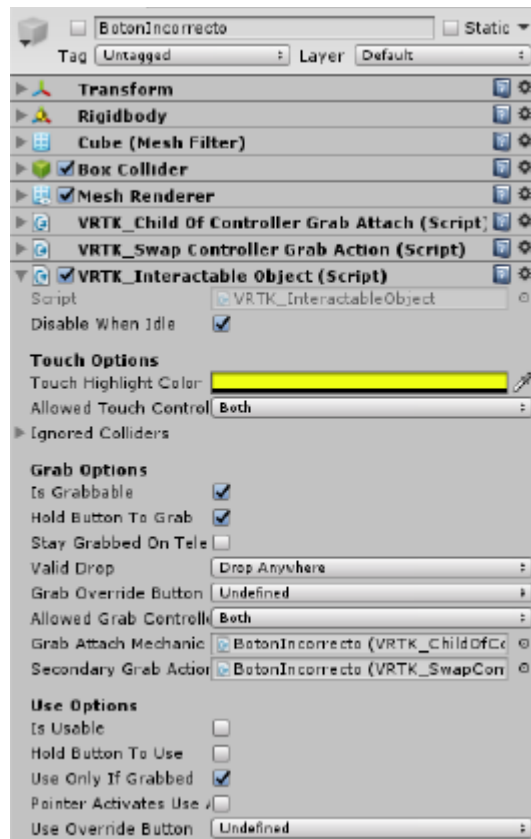 BotonIncorrecto Static
Tag Untagged Layer Default
Transform
Rigidbody
Cube (Mesh Filter)
Box Collider
Mesh Renderer
VRTK_Child Of Controller Grab Attach (Script)
VRTK_Swap Controller Grab Action (Script)
VRTK_Interactable Object (Script)
Script VRTK_InteractableObject
Disable When Idle
Touch Options
Touch Highlight Color
Allowed Touch Control Both
Ignored Colliders
Grab Options
Is Grabbable
Hold Button To Grab
Stay Grabbed On Tele
Valid Drop Drop Anywhere
Grab Override Button Undefined
Allowed Grab Controlle Both
Grab Attach Mechanic BotonIncorrecto (VRTK_ChildOfCo
Secondary Grab Action BotonIncorrecto (VRTK_SwapCon
Use Options
Is Usable
Hold Button To Use
Use Only If Grabbed
Pointer Activates Use A
Use Override Button Undefined